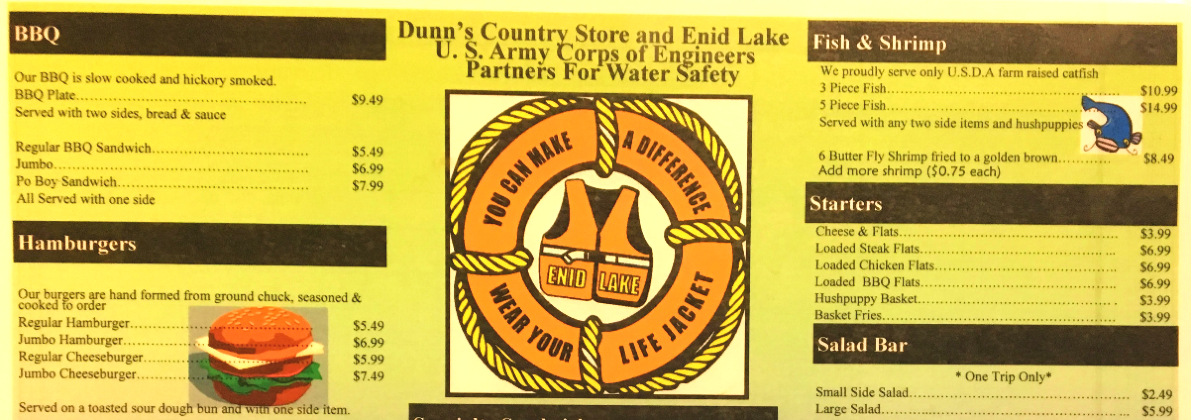 BBQ
Our BBQ is slow cooked and hickory smoked.
BBQ Plate.......... $9.49
Served with two sides, bread & sauce
Regular BBQ Sandwich.......... $5.49
Jumbo.......... $6.99
Po Boy Sandwich.......... $7.99
All Served with one side
Hamburgers
Our burgers are hand formed from ground chuck, seasoned &
cooked to order
Regular Hamburger.......... $5.49
Jumbo Hamburger.......... $6.99
Regular Cheeseburger.......... $5.99
Jumbo Cheeseburger.......... $7.49
Served on a toasted sour dough bun and with one side item.
Dunn's Country Store and Enid Lake
U. S. Army Corps of Engineers
Partners For Water Safety
YOU CAN MAKE
A DIFFERENCE
ENID LAKE
WEAR YOUR
LIFE JACKET
Fish & Shrimp
We proudly serve only U.S.D.A farm raised catfish
3 Piece Fish.......... $10.99
5 Piece Fish.......... $14.99
Served with any two side items and hushpuppies
6 Butter Fly Shrimp fried to a golden brown.......... $8.49
Add more shrimp ($0.75 each)
Starters
Cheese & Flats.......... $3.99
Loaded Steak Flats.......... $6.99
Loaded Chicken Flats.......... $6.99
Loaded BBQ Flats.......... $6.99
Hushpuppy Basket.......... $3.99
Basket Fries.......... $3.99
Salad Bar
* One Trip Only*
Small Side Salad.......... $2.49
Large Salad.......... $5.99